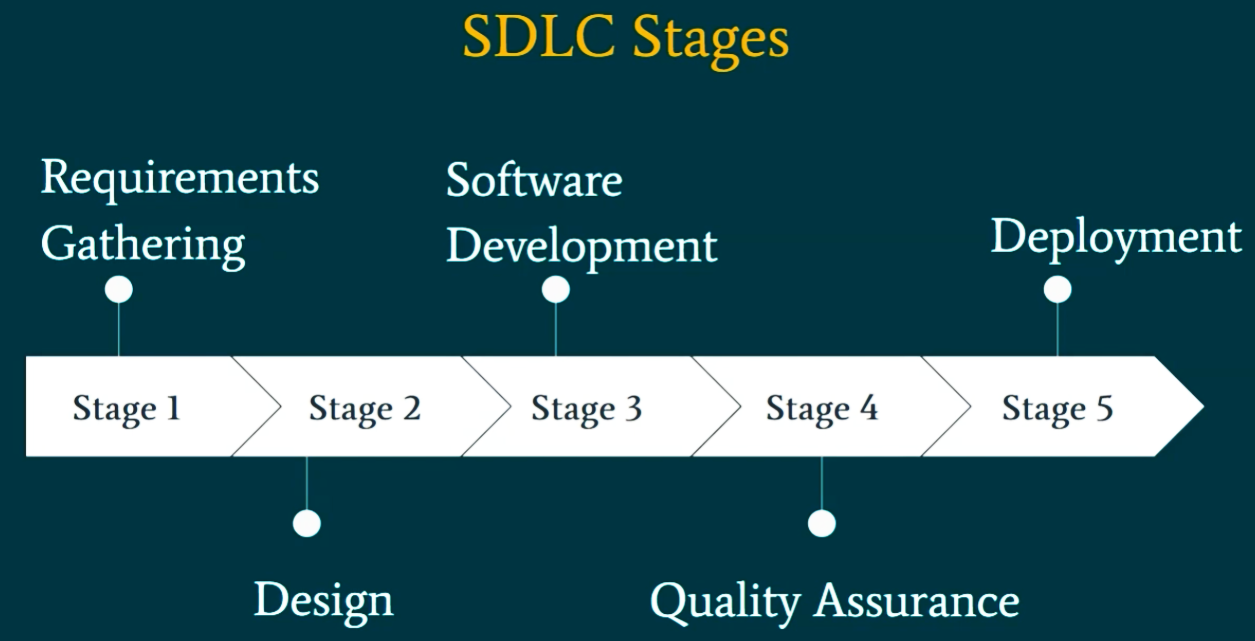 SDLC Stages
Requirements
Gathering
Software
Development
Deployment
Stage 1
Stage 2
Stage 3
Stage 4
Stage 5
Design
Quality Assurance